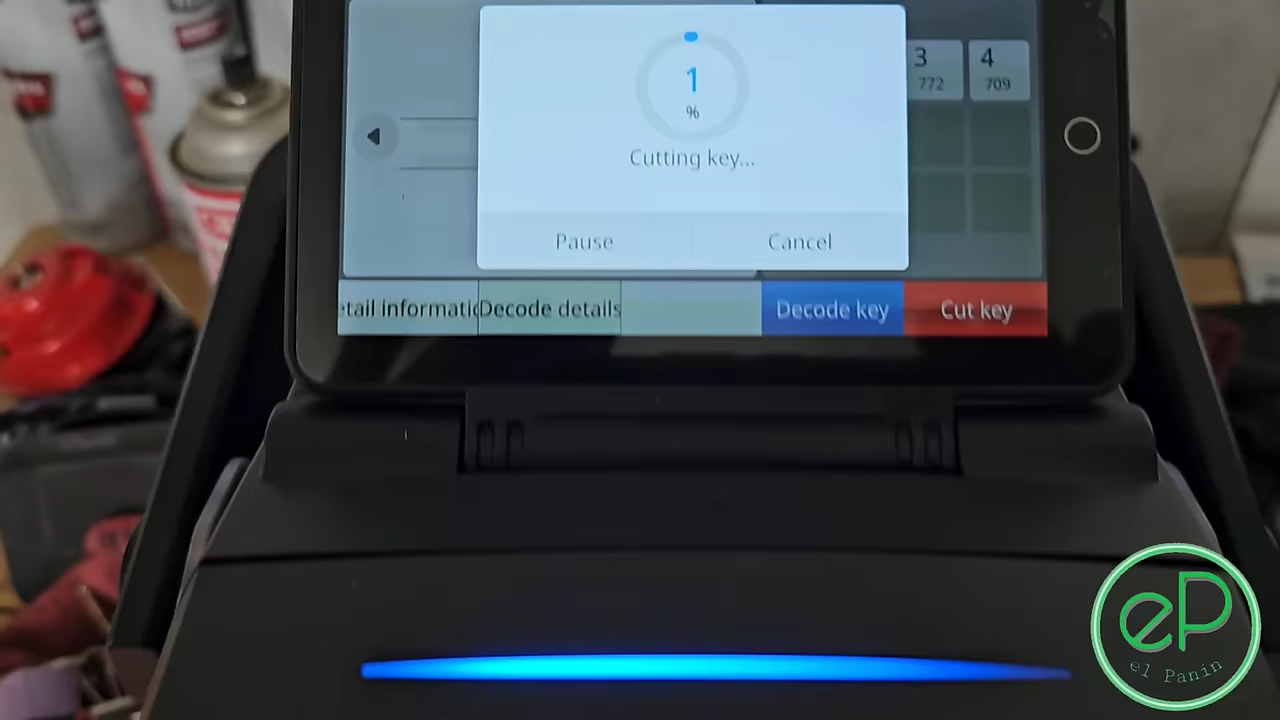 1
%
Cutting key...
Pause
Cancel
3
772
4
709
etail informatic
Decode details
Decode key
Cut key
eP
el Panin